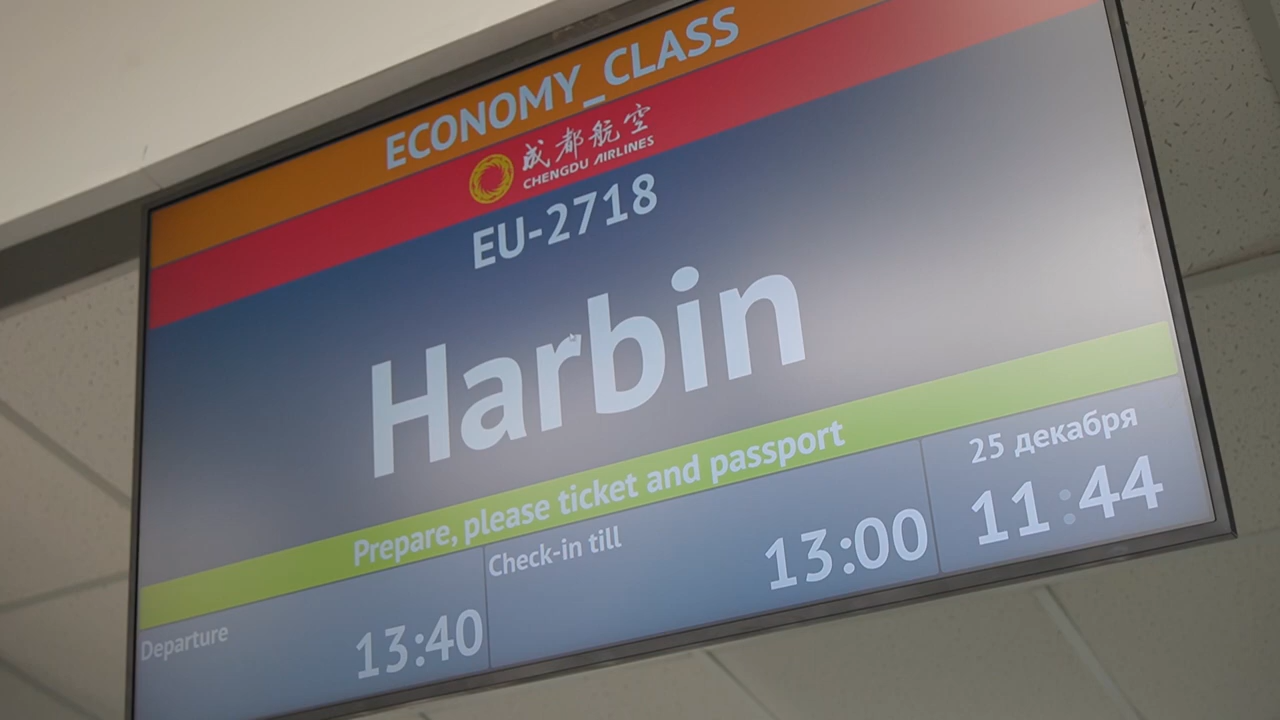 ECONOMY_CLASS
成都航空
CHENGDU AIRLINES
EU-2718
Harbin
Prepare, please ticket and passport
Departure
13:40
Check-in till
13:00
25 декабря
11:44